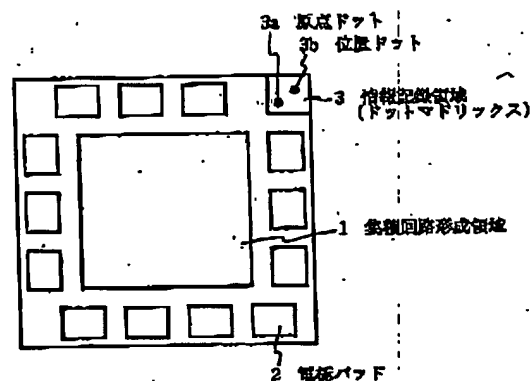 3a 原点ドット
3b 位置ドット
3 情報記録領域
(ドットマドリックス)
1 集積回路形成領域
2 電極パッド